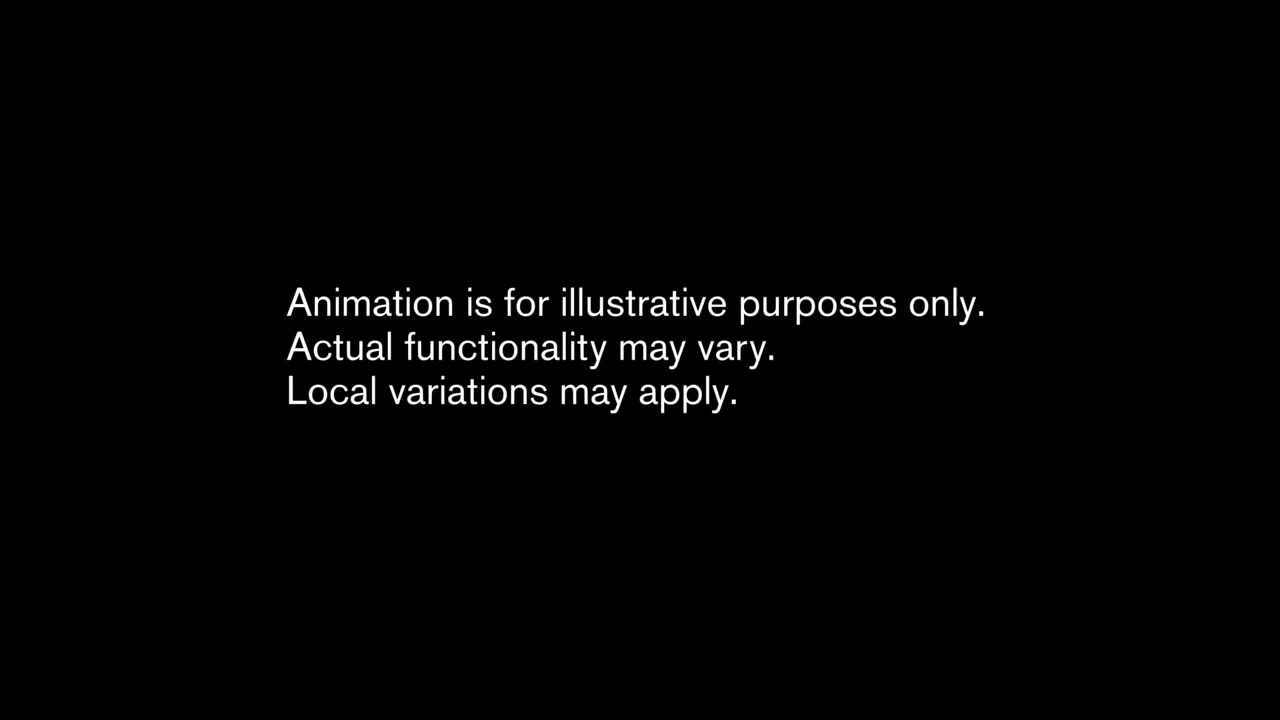 Animation is for illustrative purposes only.
Actual functionality may vary.
Local variations may apply.